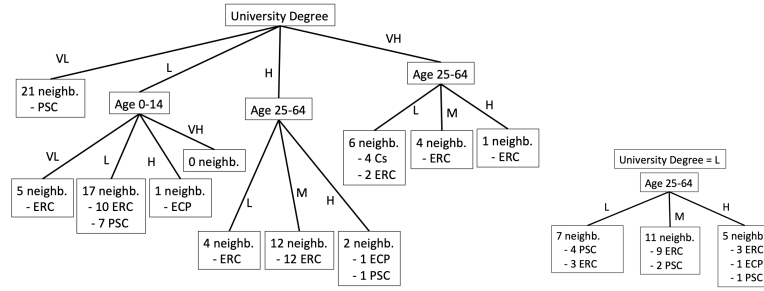 University Degree
VL
L
H
VH
21 neighb.
- PSC
Age 0-14
Age 25-64
Age 25-64
VL
L
H
VH
5 neighb.
- ERC
17 neighb.
- 10 ERC
- 7 PSC
1 neighb.
- ECP
0 neighb.
L
M
H
4 neighb.
- ERC
12 neighb.
- 12 ERC
2 neighb.
- 1 ECP
- 1 PSC
L
M
H
6 neighb.
- 4 Cs
- 2 ERC
4 neighb.
- ERC
1 neighb.
- ERC
University Degree = L
Age 25-64
L
M
H
7 neighb.
- 4 PSC
- 3 ERC
11 neighb.
- 9 ERC
- 2 PSC
5 neighb
- 3 ERC
- 1 ECP
- 1 PSC